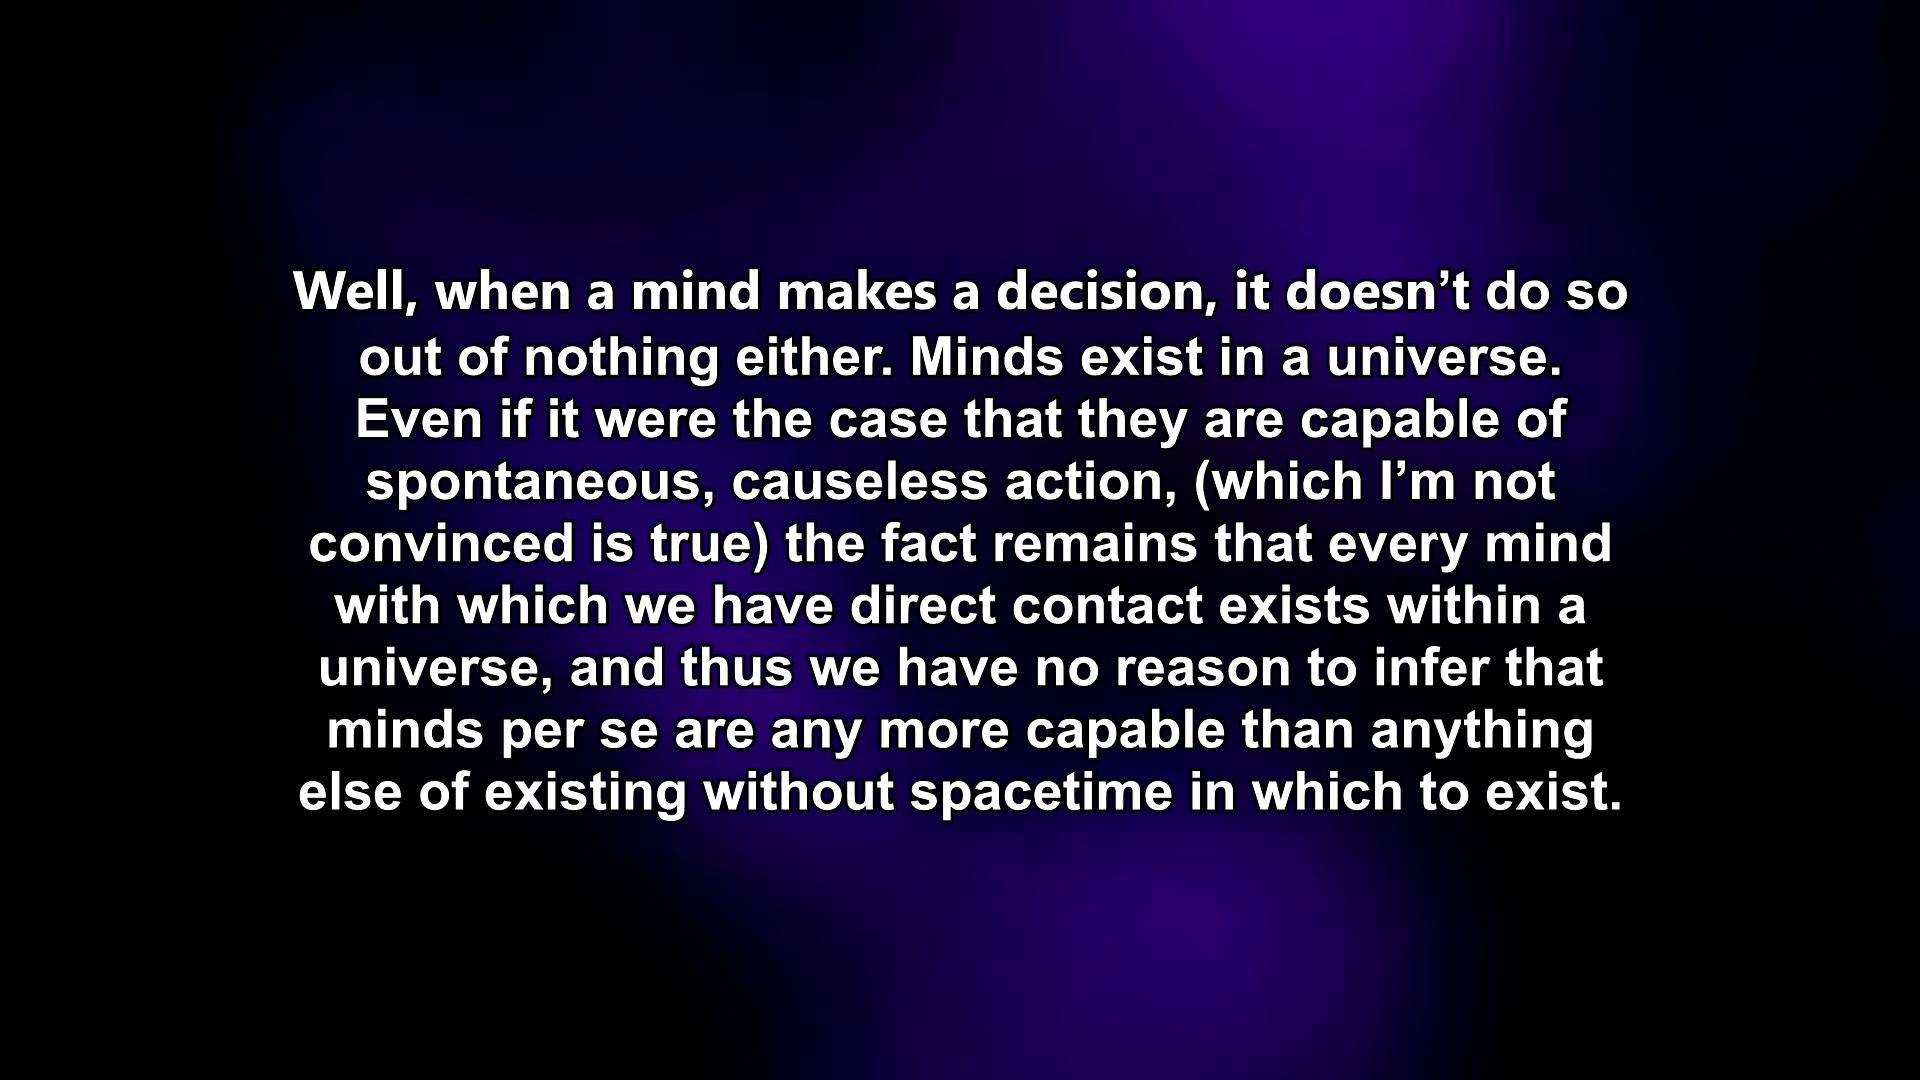 Well, when a mind makes a decision, it doesn’t do so
out of nothing either. Minds exist in a universe.
Even if it were the case that they are capable of
spontaneous, causeless action, (which I’m not
convinced is true) the fact remains that every mind
with which we have direct contact exists within a
universe, and thus we have no reason to infer that
minds per se are any more capable than anything
else of existing without spacetime in which to exist.